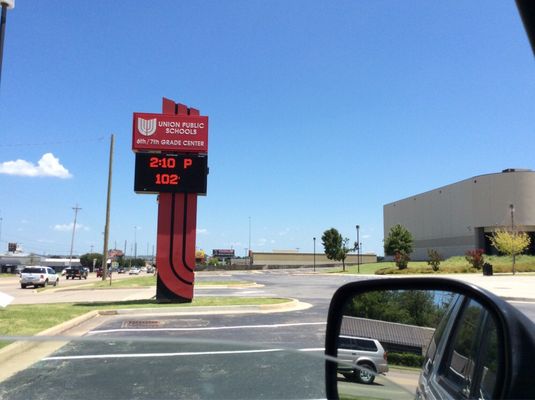 UNION PUBLIC
SCHOOLS
6th/7th GRADE CENTER
2:10 P
102°